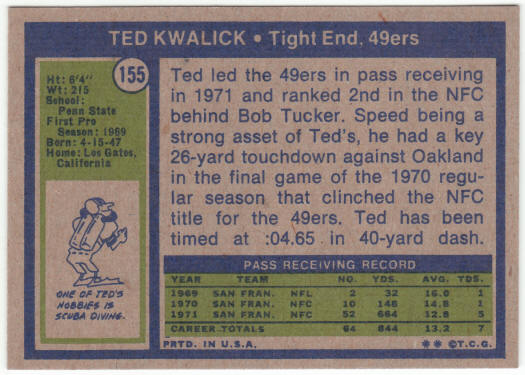 TED KWALICK • Tight End, 49ers
155
Ht: 6'4"
Wt: 215
School:
Penn State
First Pro
Season: 1969
Born: 4-15-47
Home: Los Gatos,
California
ONE OF TED'S
HOBBIES IS
SCUBA DIVING.
Ted led the 49ers in pass receiving
in 1971 and ranked 2nd in the NFC
behind Bob Tucker. Speed being a
strong asset of Ted's, he had a key
26-yard touchdown against Oakland
in the final game of the 1970 regu-
lar season that clinched the NFC
title for the 49ers. Ted has been
timed at :04.65 in 40-yard dash.
PASS RECEIVING RECORD
YEAR TEAM NO. YDS. AVG. TDS.
1969 SAN FRAN. NFL 2 32 16.0 1
1970 SAN FRAN. NFC 10 148 14.8 1
1971 SAN FRAN. NFC 52 664 12.8 5
CAREER TOTALS 64 844 13.2 7
PRTD. IN U.S.A. ** ©T.C.G.